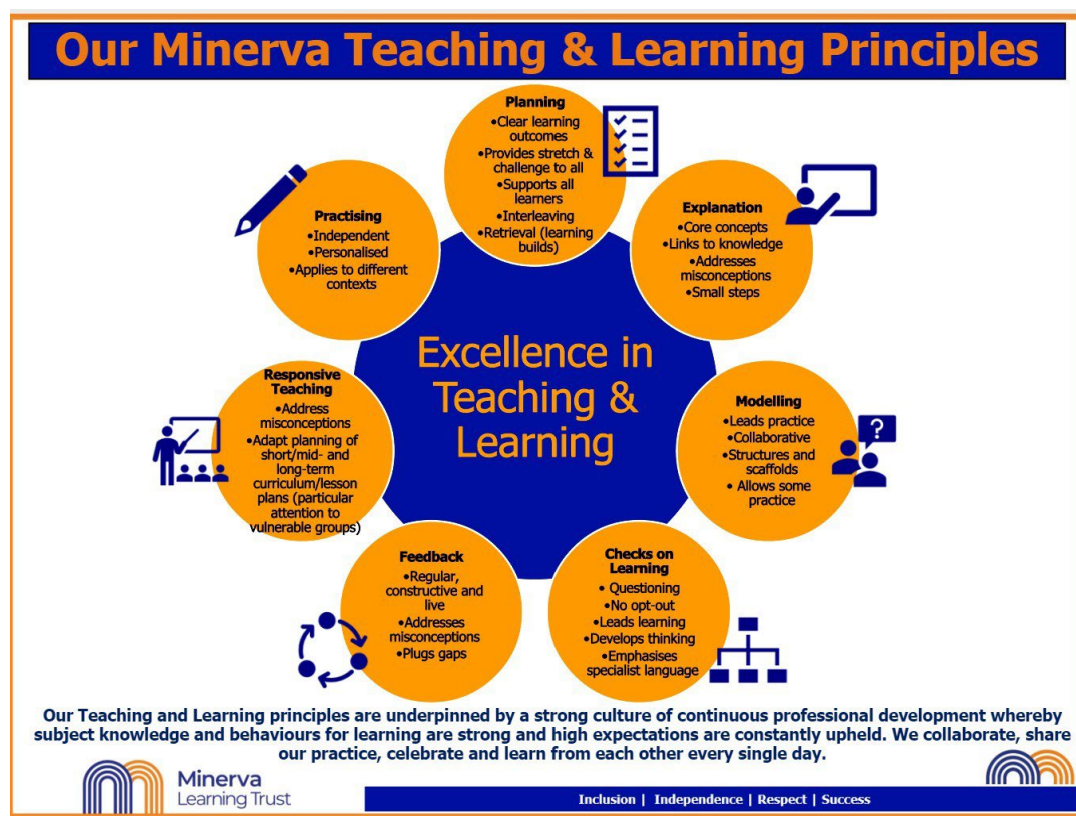 Our Minerva Teaching & Learning Principles
Planning
•Clear learning
outcomes
•Provides stretch &
challenge to all
•Supports all
learners
•Interleaving
•Retrieval (learning
builds)
Explanation
•Core concepts
•Links to knowledge
•Addresses
misconceptions
•Small steps
Modelling
•Leads practice
•Collaborative
•Structures and
scaffolds
• Allows some
practice
?
Checks on
Learning
• Questioning
•No opt-out
•Leads learning
•Develops thinking
•Emphasises
specialist language
Feedback
•Regular,
constructive and
live
•Addresses
misconceptions
•Plugs gaps
Responsive
Teaching
•Address
misconceptions
•Adapt planning of
short/mid- and
long-term
curriculum/lesson
plans (particular
attention to
vulnerable groups)
Practising
•Independent
•Personalised
•Applies to different
contexts
Excellence in
Teaching &
Learning
Our Teaching and Learning principles are underpinned by a strong culture of continuous professional development whereby
subject knowledge and behaviours for learning are strong and high expectations are constantly upheld. We collaborate, share
our practice, celebrate and learn from each other every single day.
Minerva
Learning Trust
Inclusion | Independence | Respect | Success